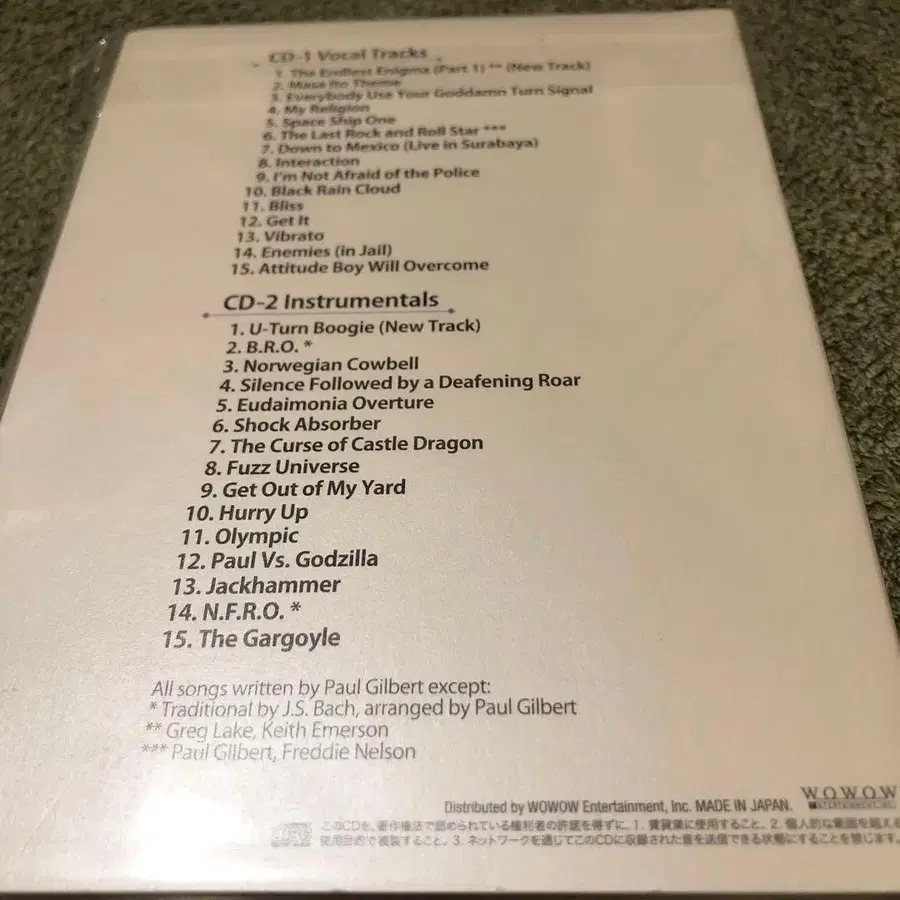 CD-1 Vocal Tracks
1. The Endless Enigma (Part 1) ** (New Track)
2. Mase Ito Theme
3. Everybody Use Your Goddamn Turn Signal
4. My Religion
5. Space Ship One
6. The Last Rock and Roll Star ***
7. Down to Mexico (Live in Surabaya)
8. Interaction
9. I'm Not Afraid of the Police
10. Black Rain Cloud
11. Bliss
12. Get It
13. Vibrato
14. Enemies (in Jail)
15. Attitude Boy Will Overcome
CD-2 Instrumentals
1. U-Turn Boogie (New Track)
2. B.R.O. *
3. Norwegian Cowbell
4. Silence Followed by a Deafening Roar
5. Eudaimonia Overture
6. Shock Absorber
7. The Curse of Castle Dragon
8. Fuzz Universe
9. Get Out of My Yard
10. Hurry Up
11. Olympic
12. Paul Vs. Godzilla
13. Jackhammer
14. N.F.R.O. *
15. The Gargoyle
All songs written by Paul Gilbert except:
* Traditional by J.S. Bach, arranged by Paul Gilbert
** Greg Lake, Keith Emerson
*** Paul Gilbert, Freddie Nelson
WOWOW
ENTERTAINMENT, INC.
Distributed by WOWOW Entertainment, Inc. MADE IN JAPAN.
このCDを、著作権法で認められている権利者の許諾を得ずに、1. 賃貸業に使用すること、2. 個人的な範囲を超える
使用目的で複製すること、3. ネットワークを通じてこのCDに収録された音を送信できる状態にすることを禁じます。